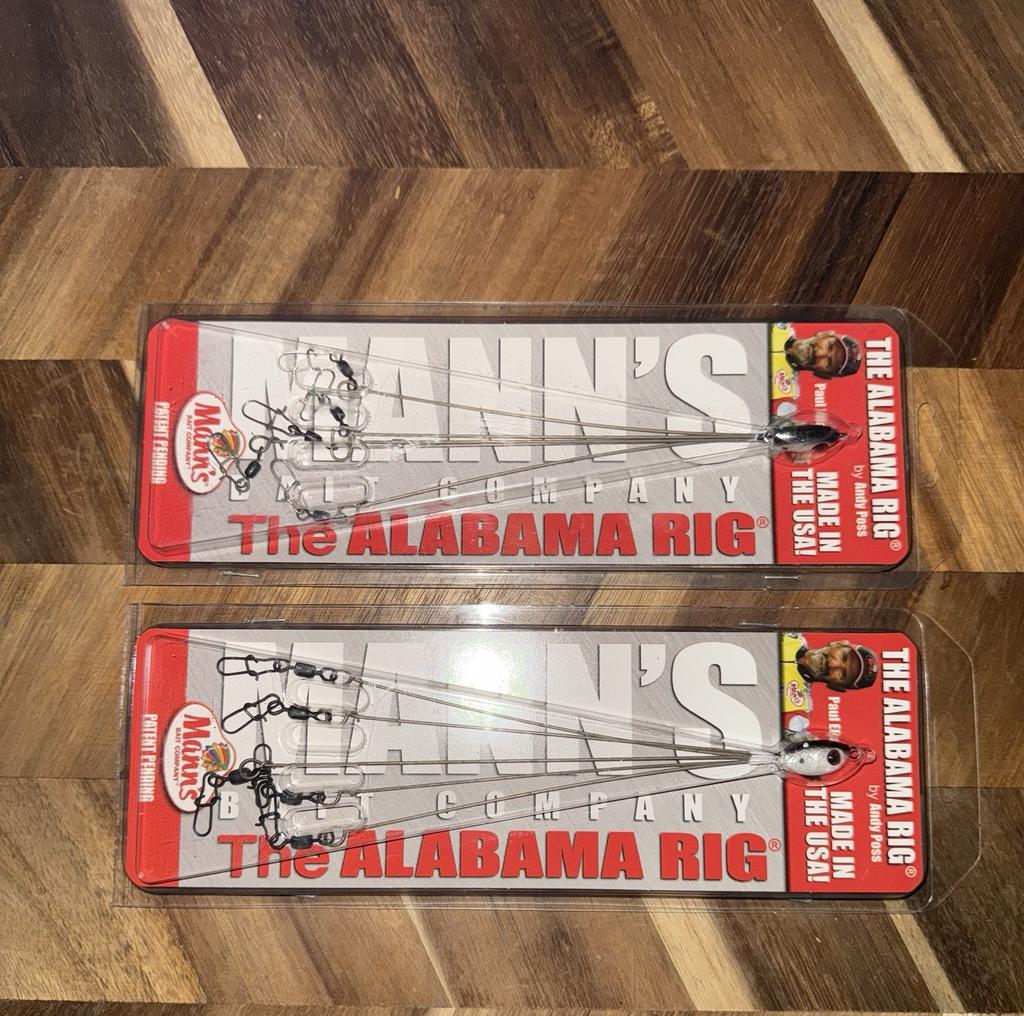 MANN'S
BAIT COMPANY
The ALABAMA RIG®
Mann's
BAIT COMPANY
PATENT PENDING
THE ALABAMA RIG®
by Andy Poss
MADE IN
THE USA!
Paul
Mann's
MANN'S
BAIT COMPANY
The ALABAMA RIG®
Mann's
BAIT COMPANY
PATENT PENDING
THE ALABAMA RIG®
by Andy Poss
MADE IN
THE USA!
Paul
Mann's